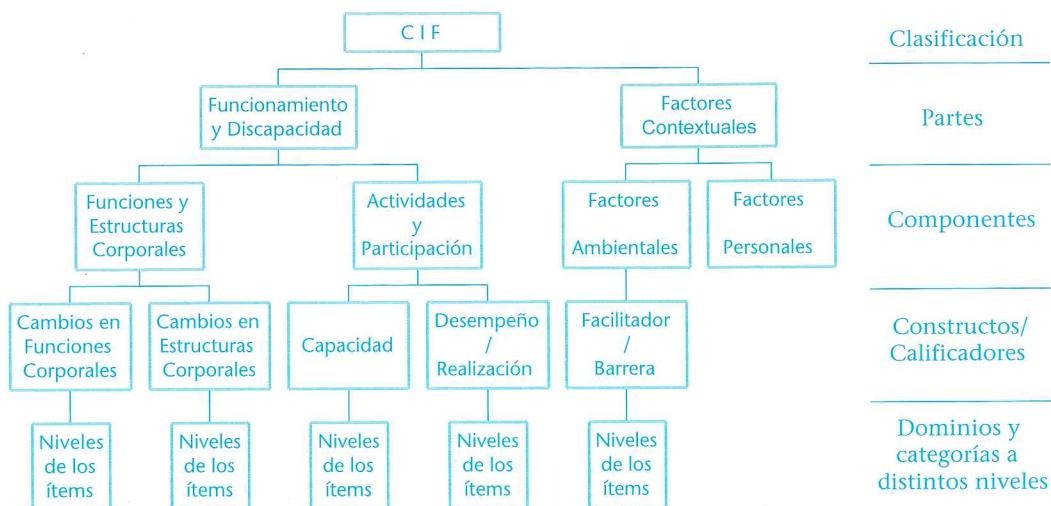 C I F
Clasificación
Funcionamiento
y Discapacidad
Factores
Contextuales
Partes
Funciones y
Estructuras
Corporales
Actividades
y
Participación
Factores
Ambientales
Factores
Personales
Componentes
Cambios en
Funciones
Corporales
Cambios en
Estructuras
Corporales
Capacidad
Desempeño
/
Realización
Facilitador
/
Barrera
Constructos/
Calificadores
Niveles
de los
ítems
Niveles
de los
ítems
Niveles
de los
ítems
Niveles
de los
ítems
Niveles
de los
ítems
Dominios y
categorías a
distintos niveles